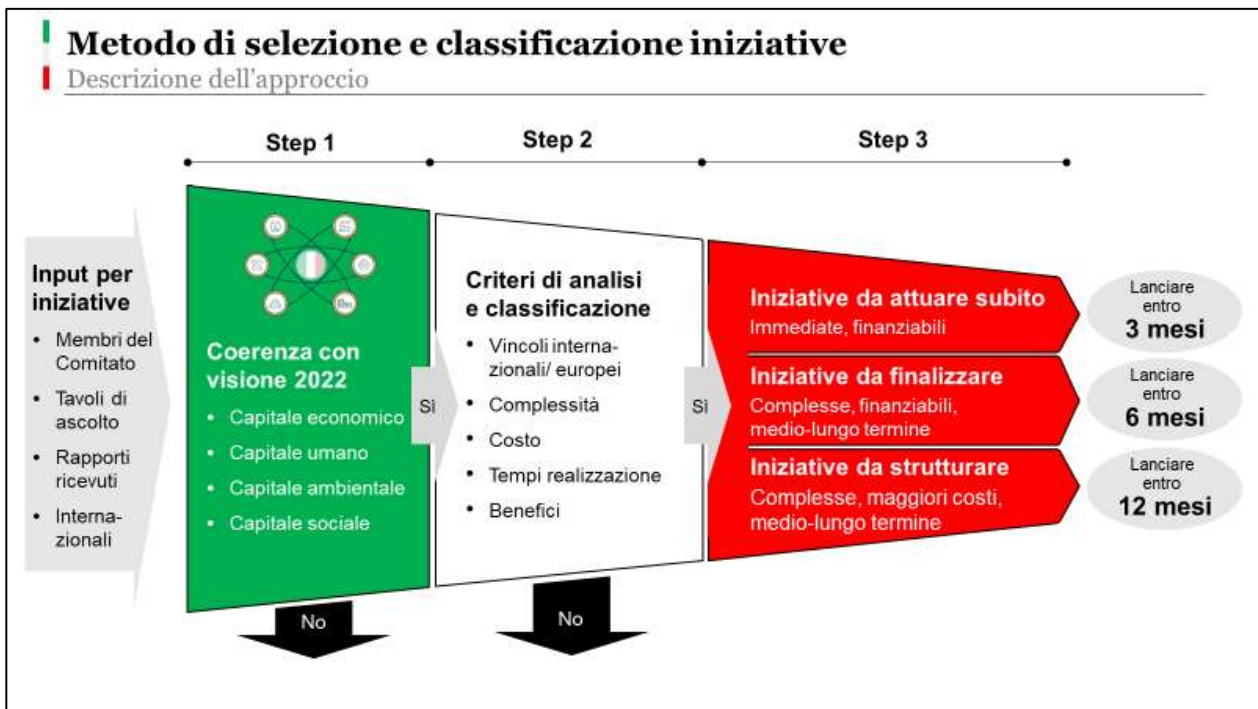 Metodo di selezione e classificazione iniziative
Descrizione dell'approccio
Step 1
Step 2
Step 3
Input per
iniziative
• Membri del
Comitato
• Tavoli di
ascolto
• Rapporti
ricevuti
• Interna-
zionali
Coerenza con
visione 2022
• Capitale economico
• Capitale umano
• Capitale ambientale
• Capitale sociale
Sì
No
Criteri di analisi
e classificazione
• Vincoli interna-
zionali/ europei
• Complessità
• Costo
• Tempi realizzazione
• Benefici
Sì
No
Iniziative da attuare subito
Immediate, finanziabili
Lanciare
entro
3 mesi
Iniziative da finalizzare
Complesse, finanziabili,
medio-lungo termine
Lanciare
entro
6 mesi
Iniziative da strutturare
Complesse, maggiori costi,
medio-lungo termine
Lanciare
entro
12 mesi